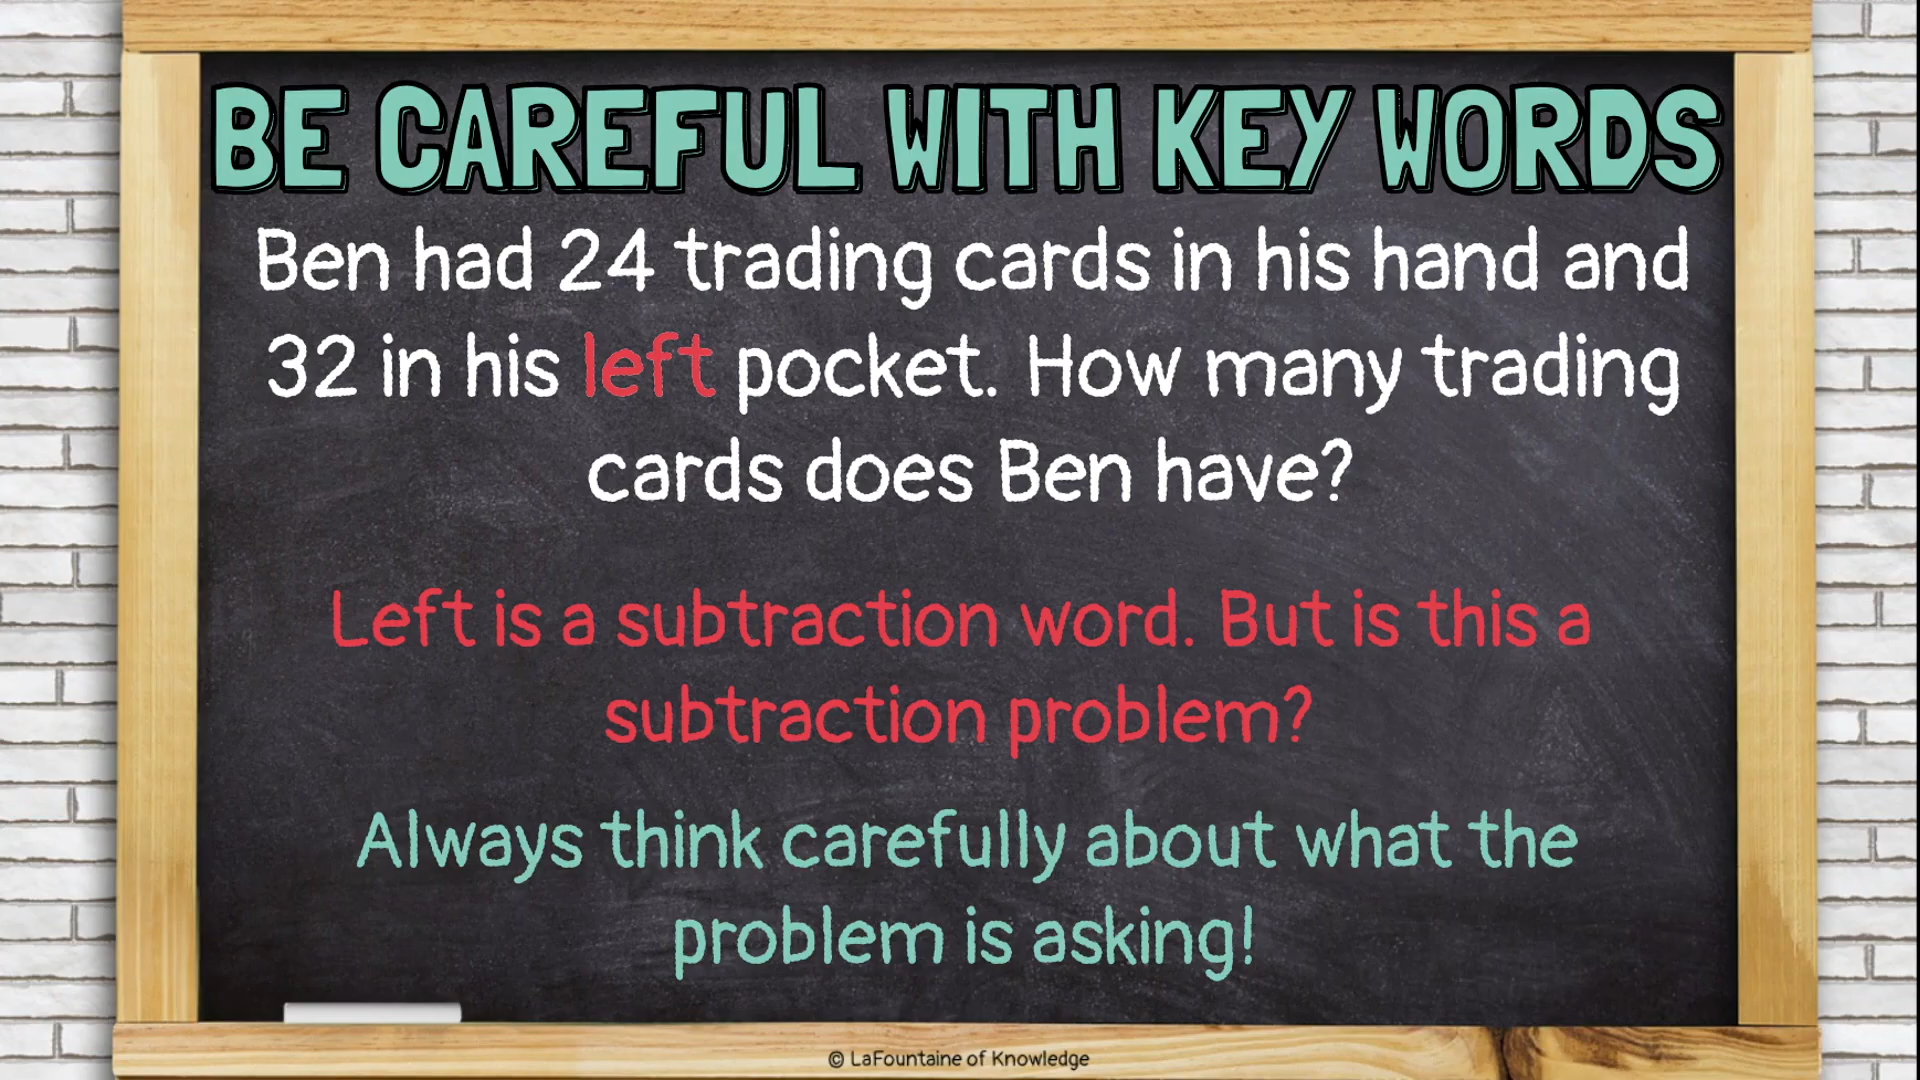 BE CAREFUL WITH KEY WORDS
Ben had 24 trading cards in his hand and
32 in his left pocket. How many trading
cards does Ben have?
Left is a subtraction word. But is this a
subtraction problem?
Always think carefully about what the
problem is asking!
© LaFountaine of Knowledge